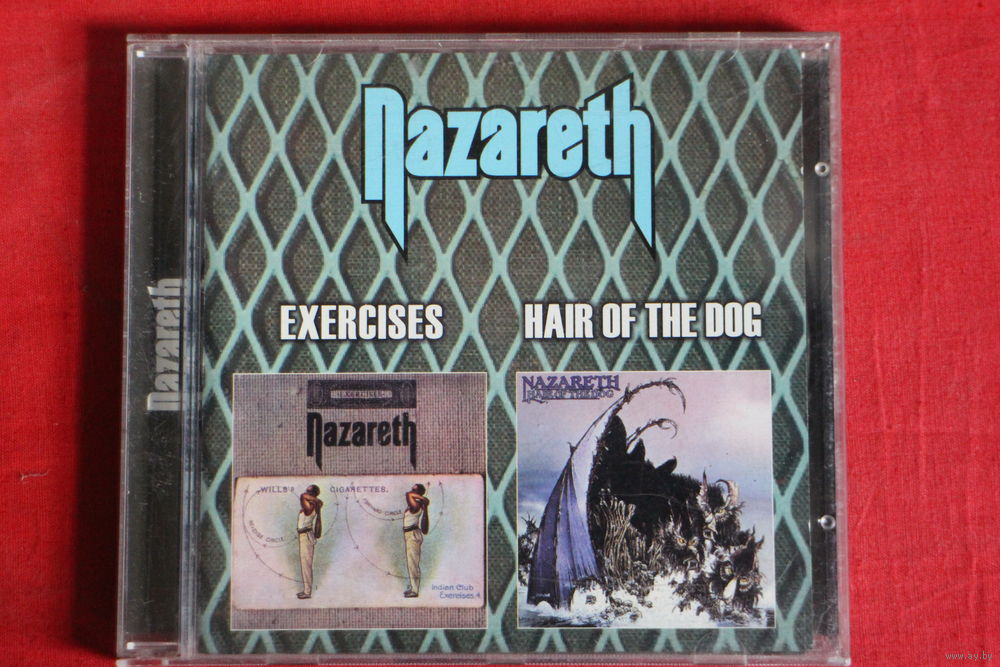 Nazareth
Nazareth
EXERCISES
HAIR OF THE DOG
EXERCISES
Nazareth
WILLS'S CIGARETTES.
Indian Club
Exercises. 4
NAZARETH
HAIR OF THE DOG
www.ay.by